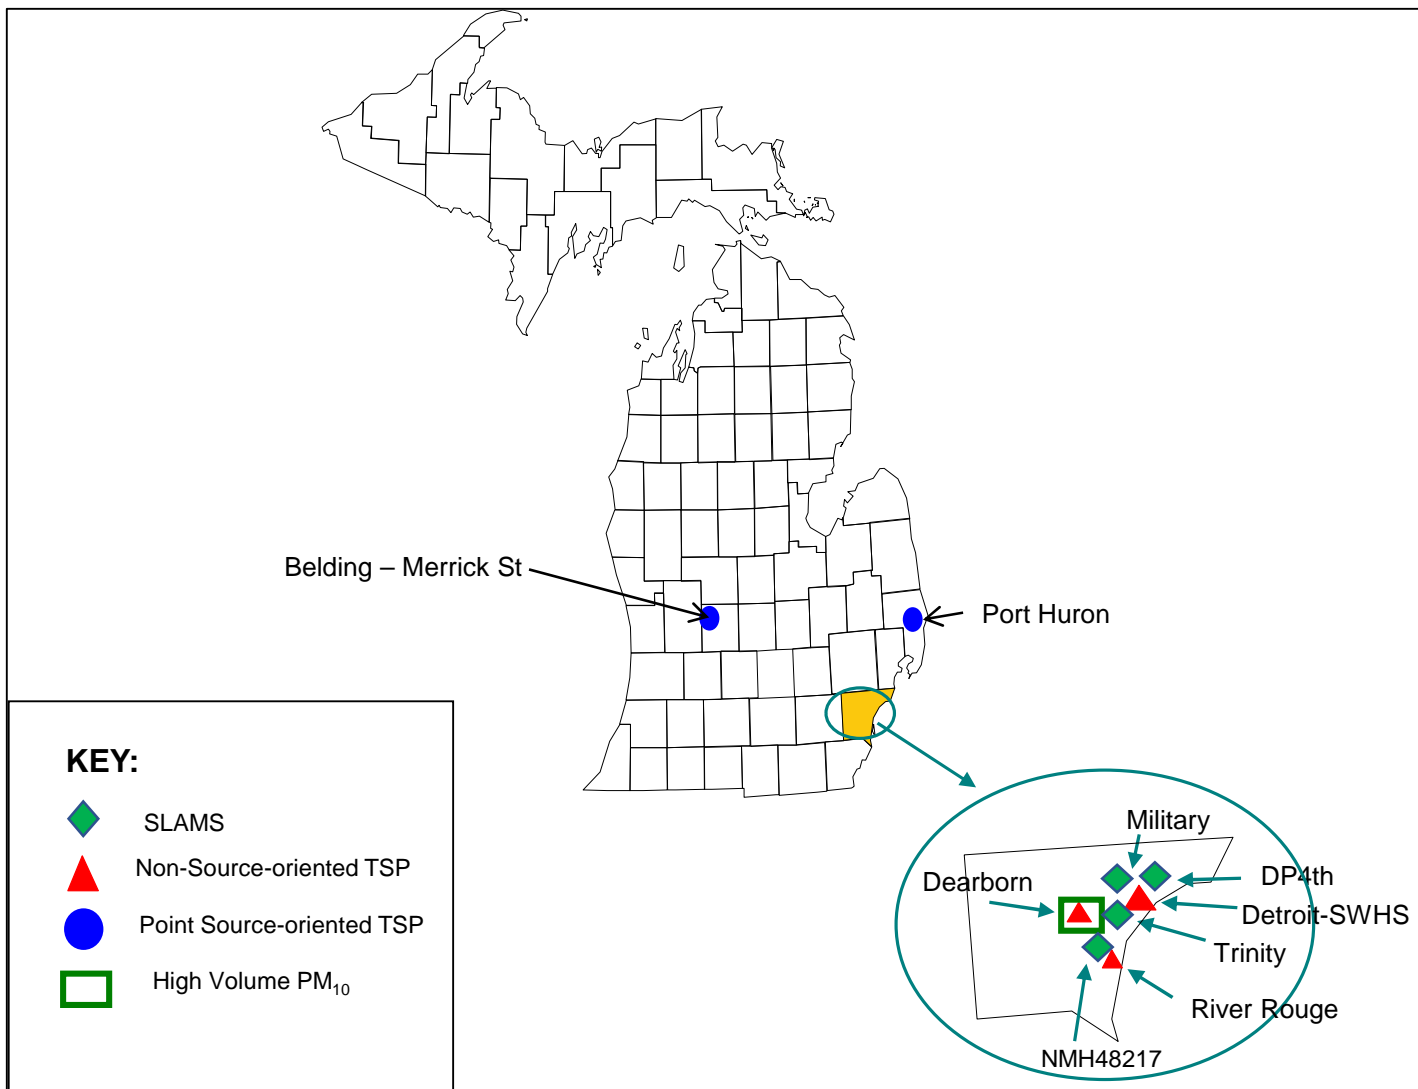 Belding – Merrick St
Port Huron
KEY:
SLAMS
Non-Source-oriented TSP
Point Source-oriented TSP
High Volume PM10
Military
Dearborn
DP4th
Detroit-SWHS
Trinity
River Rouge
NMH48217